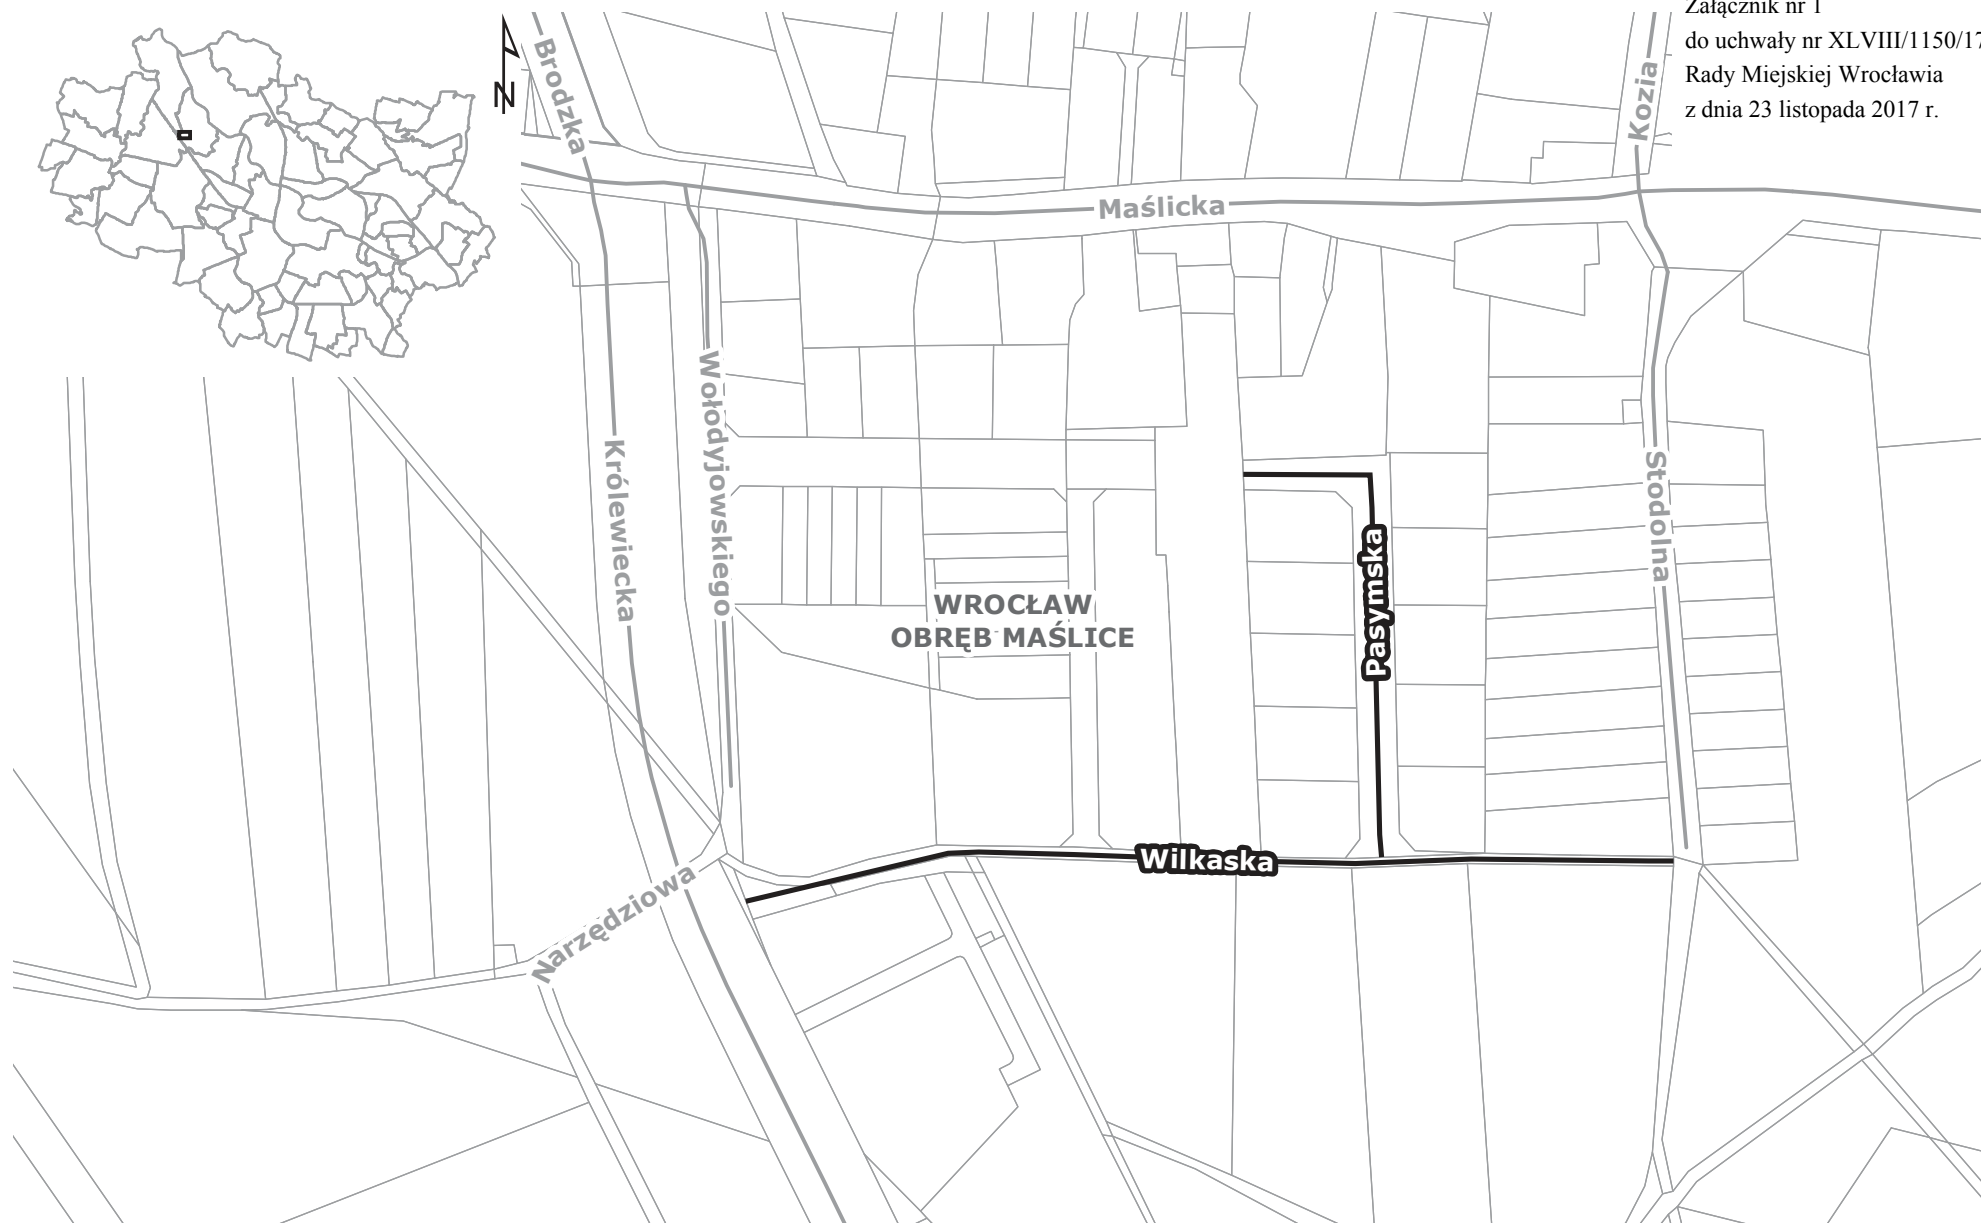 Załącznik nr 1
do uchwały nr XLVIII/1150/17
Rady Miejskiej Wrocławia
z dnia 23 listopada 2017 r.
N
Brodzka
Kozia
Maślicka
Wołodyjowskiego
Królewiecka
Stodolna
Pasymska
WROCŁAW
OBRĘB MAŚLICE
Wilkaska
Narzędziowa